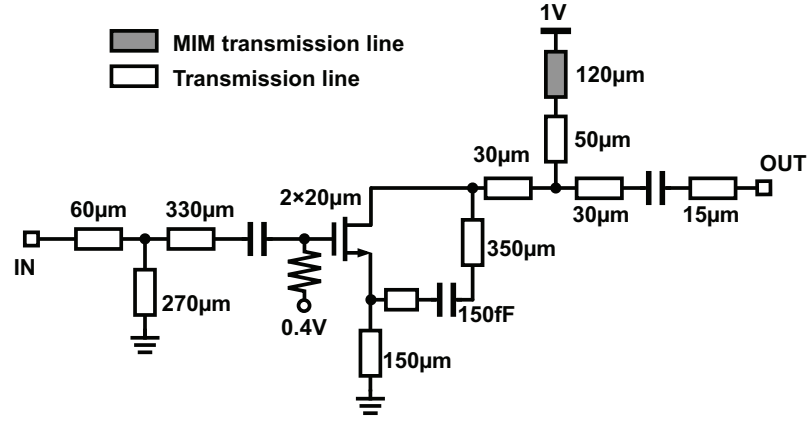 1V
MIM transmission line
120µm
Transmission line
50µm
30µm
OUT
2×20µm
60µm
330µm
30µm
15µm
350µm
IN
270µm
0.4V
150fF
150µm